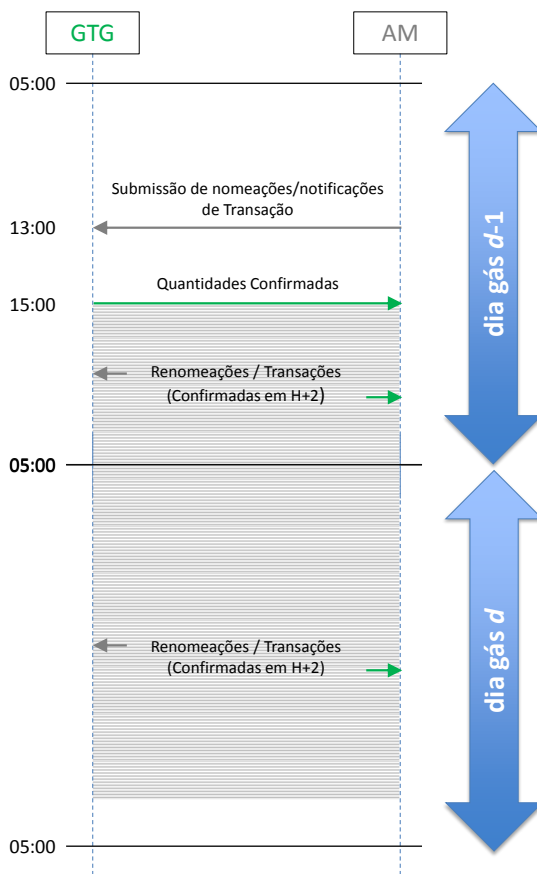 GTG
AM
05:00
Submissão de nomeações/notificações
de Transação
13:00
Quantidades Confirmadas
15:00
Renomeações / Transações
(Confirmadas em H+2)
dia gás d-1
05:00
Renomeações / Transações
(Confirmadas em H+2)
dia gás d
05:00